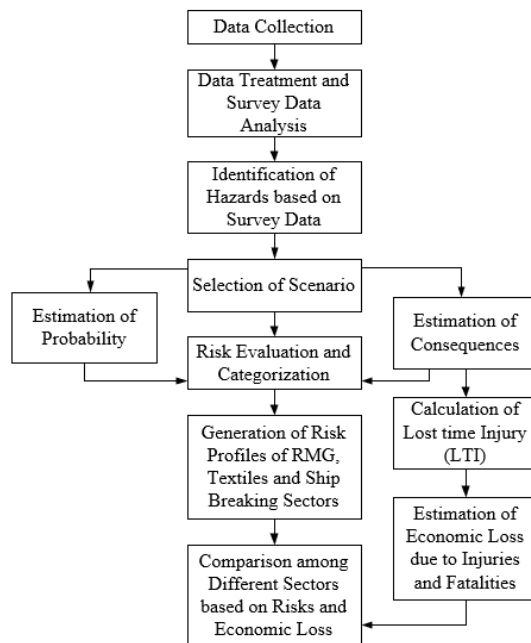 Data Collection
Data Treatment and
Survey Data
Analysis
Identification of
Hazards based on
Survey Data
Selection of Scenario
Estimation of
Probability
Estimation of
Consequences
Risk Evaluation and
Categorization
Calculation of
Lost time Injury
(LTI)
Generation of Risk
Profiles of RMG,
Textiles and Ship
Breaking Sectors
Estimation of
Economic Loss
due to Injuries
and Fatalities
Comparison among
Different Sectors
based on Risks and
Economic Loss